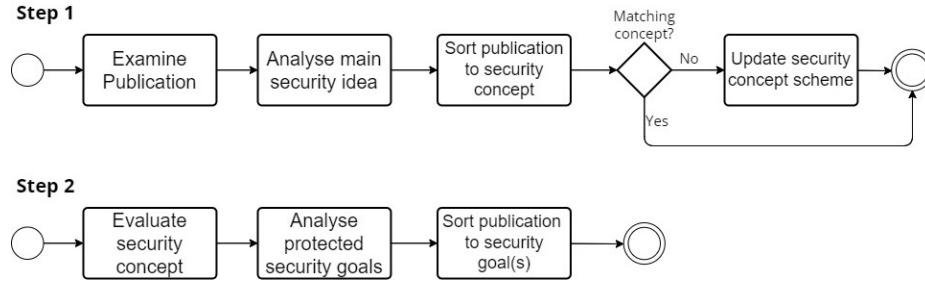 Step 1
Examine
Publication
Analyse main
security idea
Sort publication
to security
concept
Matching
concept?
No
Yes
Update security
concept scheme
Step 2
Evaluate
security
concept
Analyse
protected
security goals
Sort publication
to security
goal(s)